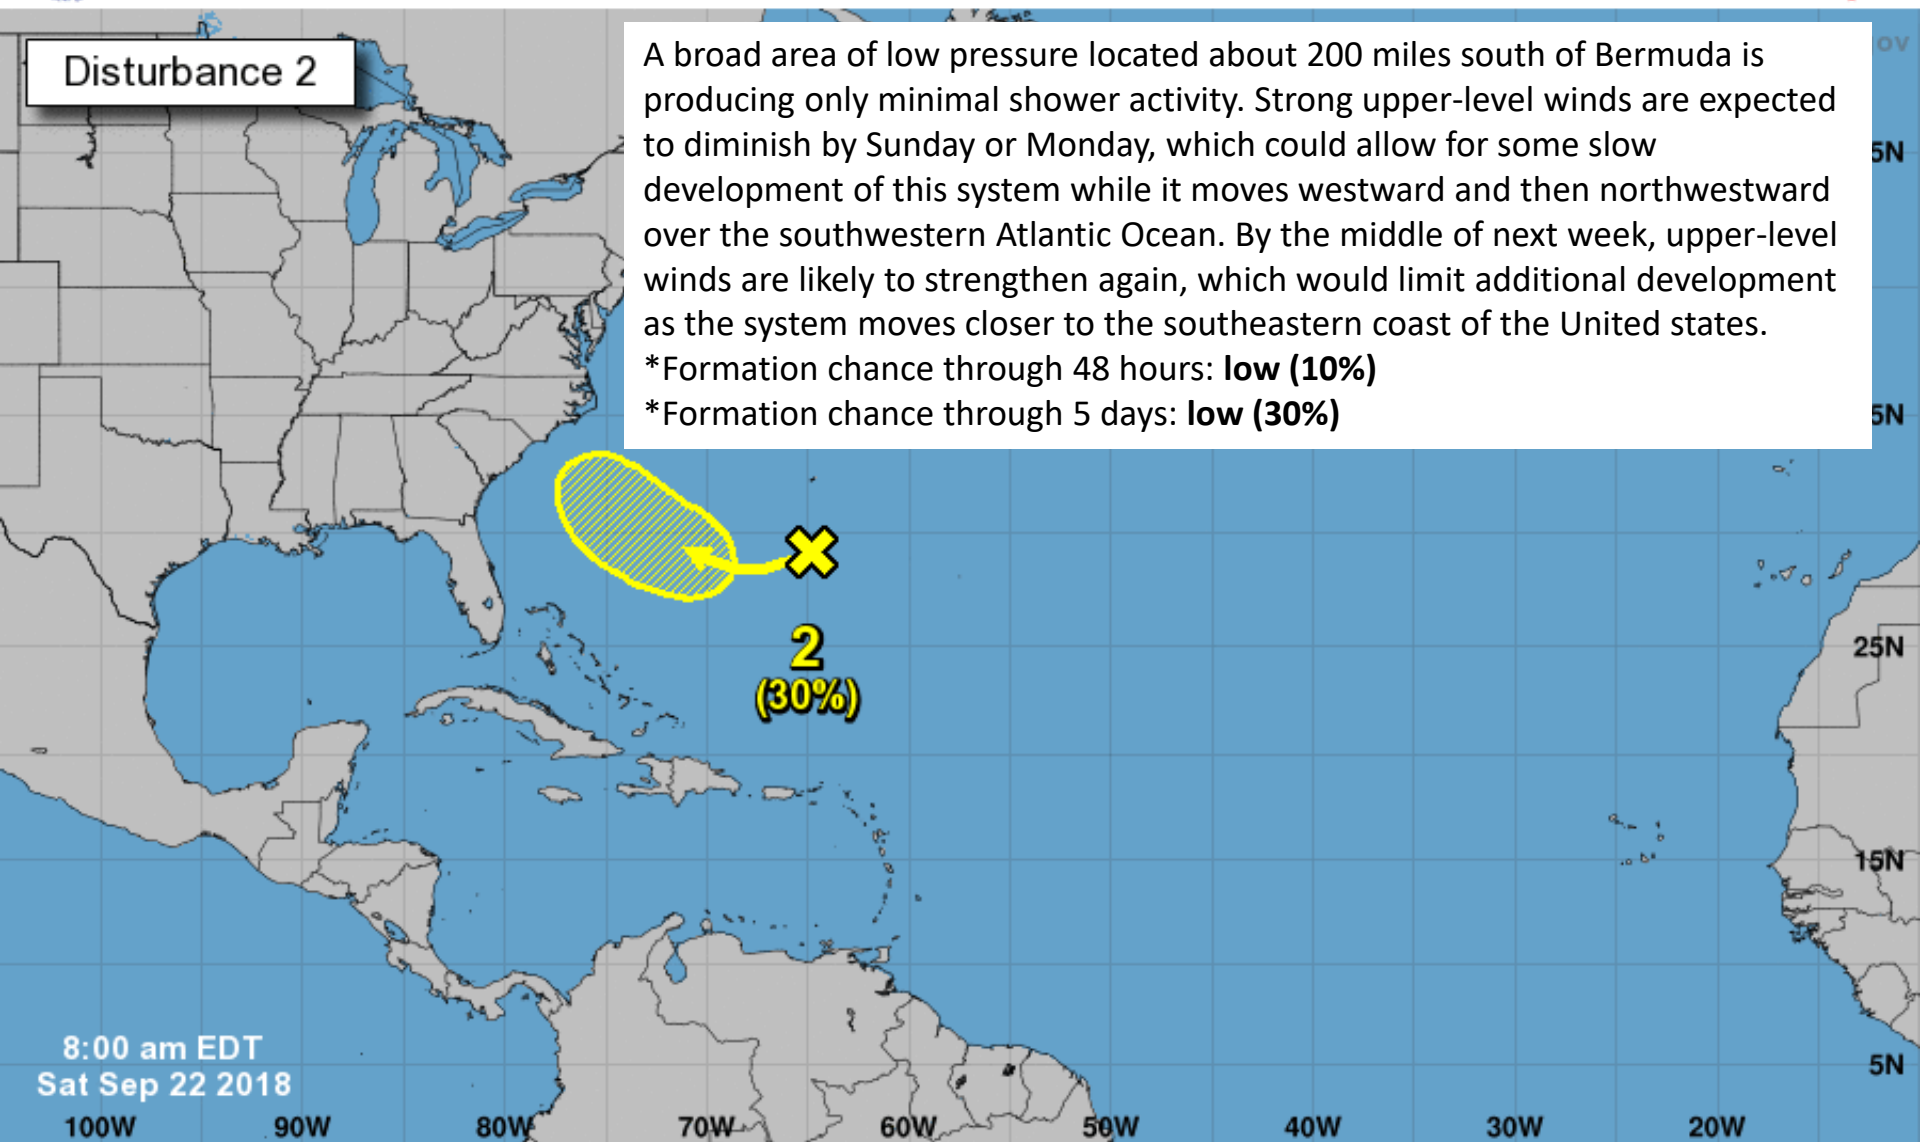 Disturbance 2
A broad area of low pressure located about 200 miles south of Bermuda is
producing only minimal shower activity. Strong upper-level winds are expected
to diminish by Sunday or Monday, which could allow for some slow
development of this system while it moves westward and then northwestward
over the southwestern Atlantic Ocean. By the middle of next week, upper-level
winds are likely to strengthen again, which would limit additional development
as the system moves closer to the southeastern coast of the United states.
*Formation chance through 48 hours: low (10%)
*Formation chance through 5 days: low (30%)
ov
5N
5N
2
(30%)
25N
15N
5N
8:00 am EDT
Sat Sep 22 2018
100W 90W 80W 70W 60W 50W 40W 30W 20W